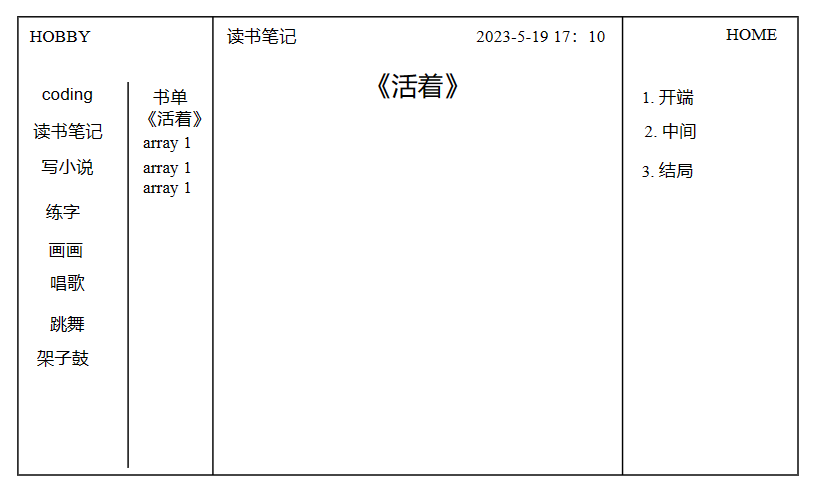 HOBBY
coding
读书笔记
写小说
练字
画画
唱歌
跳舞
架子鼓
书单
《活着》
array 1
array 1
array 1
读书笔记
2023-5-19 17：10
《活着》
HOME
1. 开端
2. 中间
3. 结局